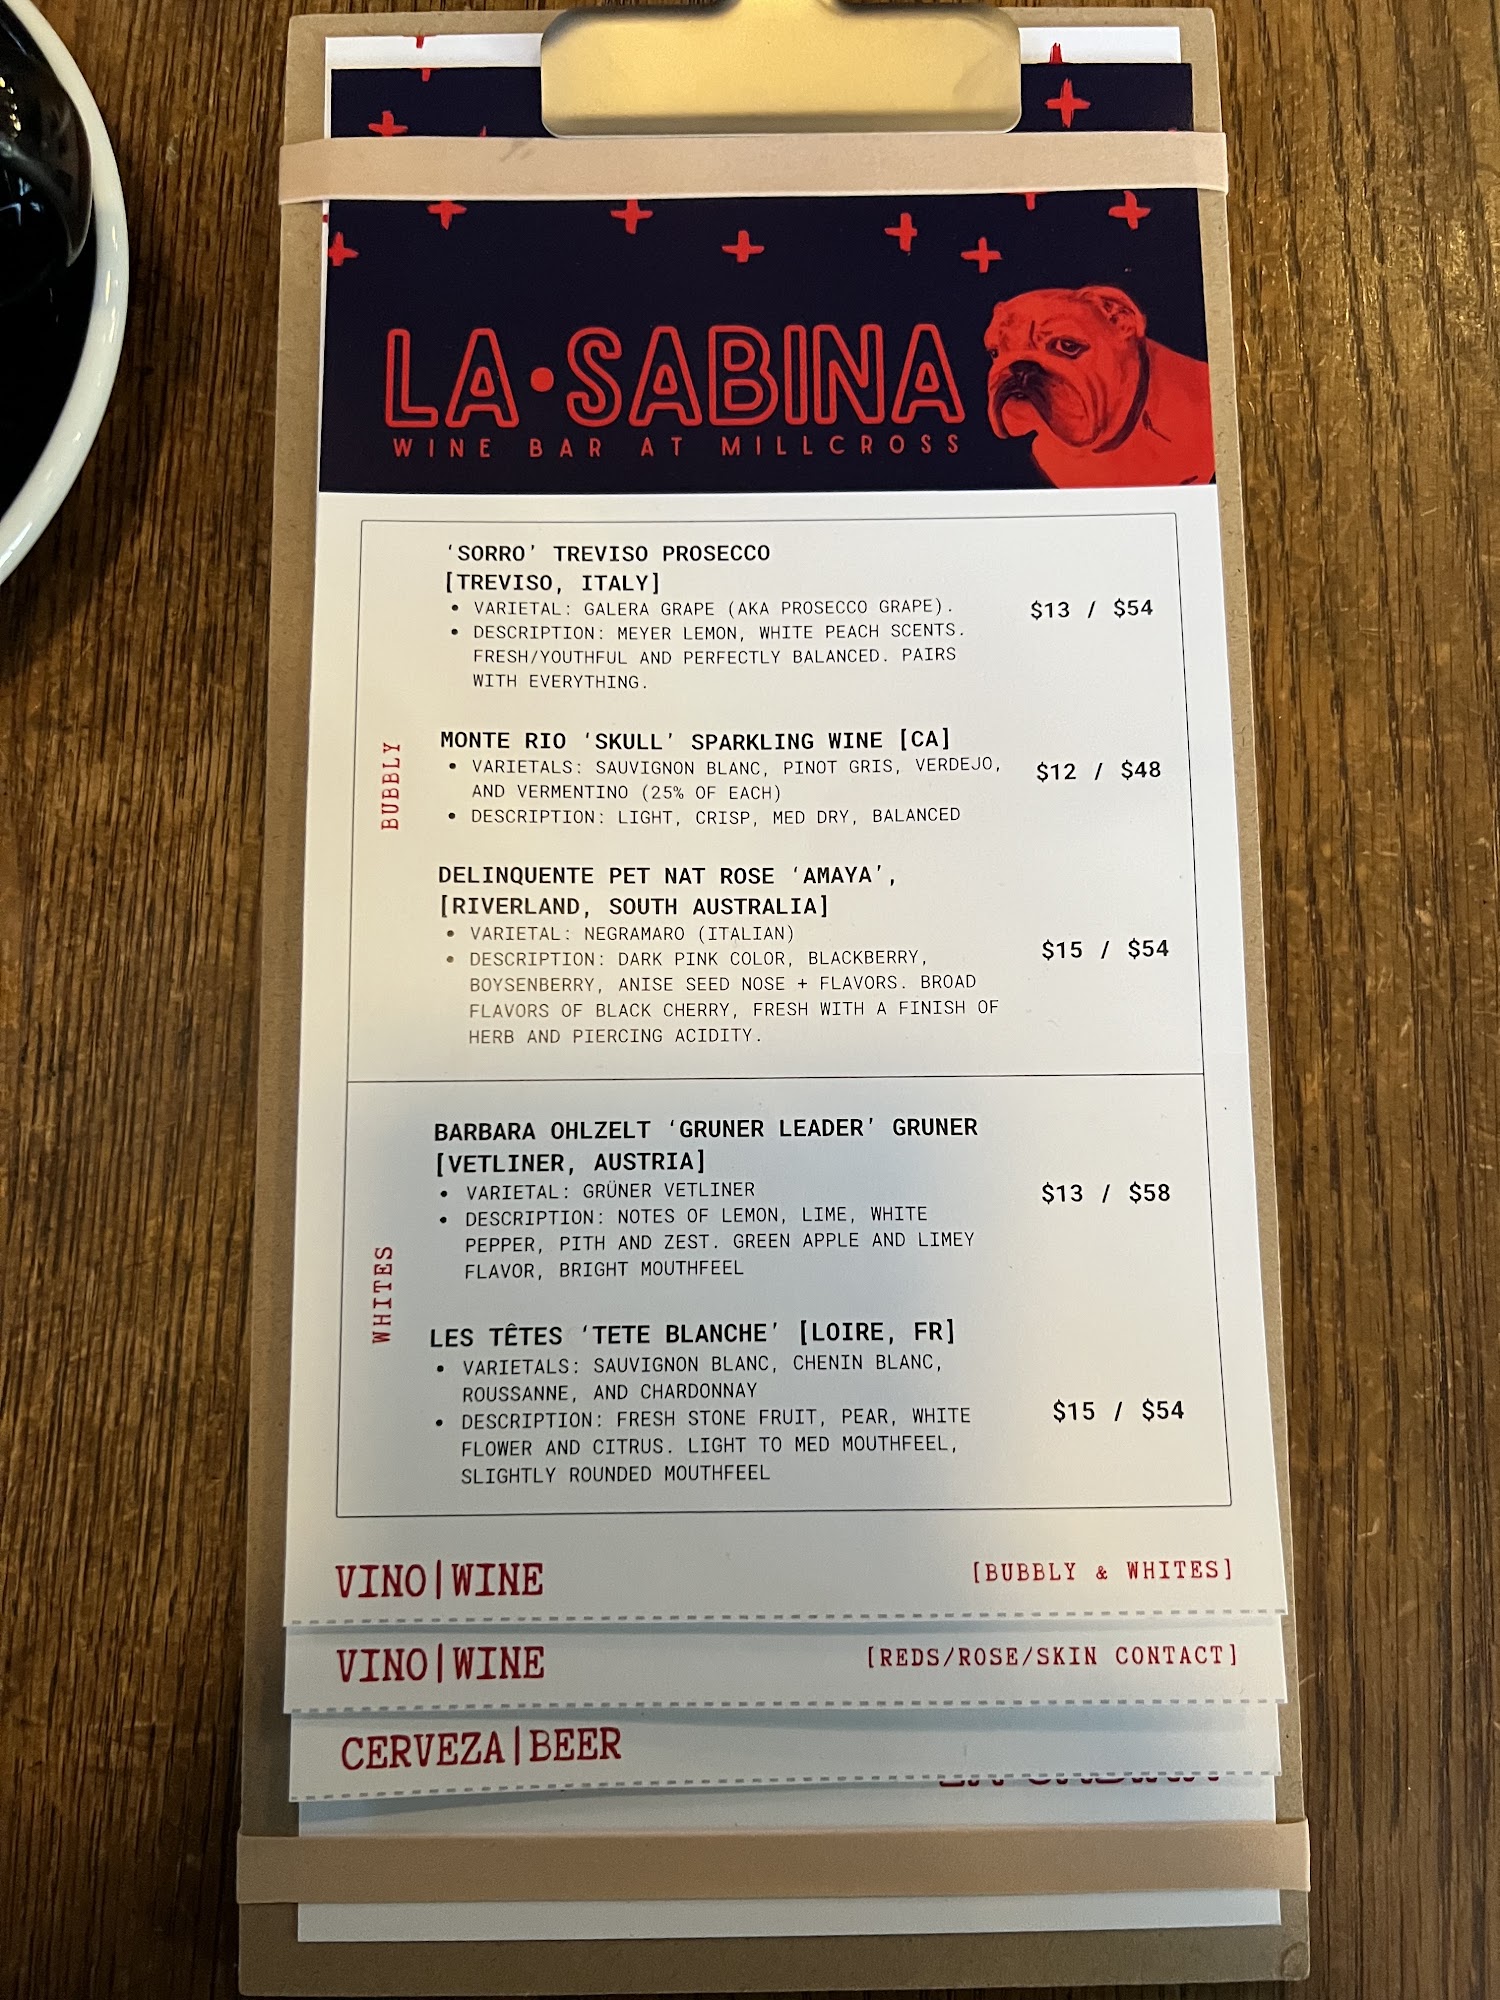 LA•SABINA
WINE BAR AT MILLCROSS
BUBBLY
'SORRO' TREVISO PROSECCO
[TREVISO, ITALY]
• VARIETAL: GALERA GRAPE (AKA PROSECCO GRAPE).
• DESCRIPTION: MEYER LEMON, WHITE PEACH SCENTS.
FRESH/YOUTHFUL AND PERFECTLY BALANCED. PAIRS
WITH EVERYTHING.
$13 / $54
MONTE RIO 'SKULL' SPARKLING WINE [CA]
• VARIETALS: SAUVIGNON BLANC, PINOT GRIS, VERDEJO,
AND VERMENTINO (25% OF EACH)
• DESCRIPTION: LIGHT, CRISP, MED DRY, BALANCED
$12 / $48
DELINQUENTE PET NAT ROSE 'AMAYA',
[RIVERLAND, SOUTH AUSTRALIA]
• VARIETAL: NEGRAMARO (ITALIAN)
• DESCRIPTION: DARK PINK COLOR, BLACKBERRY,
BOYSENBERRY, ANISE SEED NOSE + FLAVORS. BROAD
FLAVORS OF BLACK CHERRY, FRESH WITH A FINISH OF
HERB AND PIERCING ACIDITY.
$15 / $54
WHITES
BARBARA OHLZELT 'GRUNER LEADER' GRUNER
[VETLINER, AUSTRIA]
• VARIETAL: GRÜNER VETLINER
• DESCRIPTION: NOTES OF LEMON, LIME, WHITE
PEPPER, PITH AND ZEST. GREEN APPLE AND LIMEY
FLAVOR, BRIGHT MOUTHFEEL
$13 / $58
LES TÊTES 'TETE BLANCHE' [LOIRE, FR]
• VARIETALS: SAUVIGNON BLANC, CHENIN BLANC,
ROUSSANNE, AND CHARDONNAY
• DESCRIPTION: FRESH STONE FRUIT, PEAR, WHITE
FLOWER AND CITRUS. LIGHT TO MED MOUTHFEEL,
SLIGHTLY ROUNDED MOUTHFEEL
$15 / $54
VINO|WINE [BUBBLY & WHITES]
VINO|WINE [REDS/ROSE/SKIN CONTACT]
CERVEZA|BEER